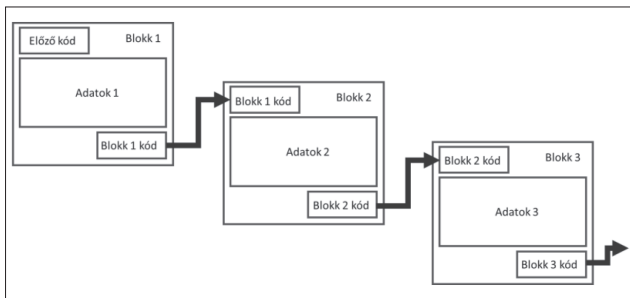 Előző kód
Blokk 1
Adatok 1
Blokk 1 kód
Blokk 1 kód
Blokk 2
Adatok 2
Blokk 2 kód
Blokk 2 kód
Blokk 3
Adatok 3
Blokk 3 kód